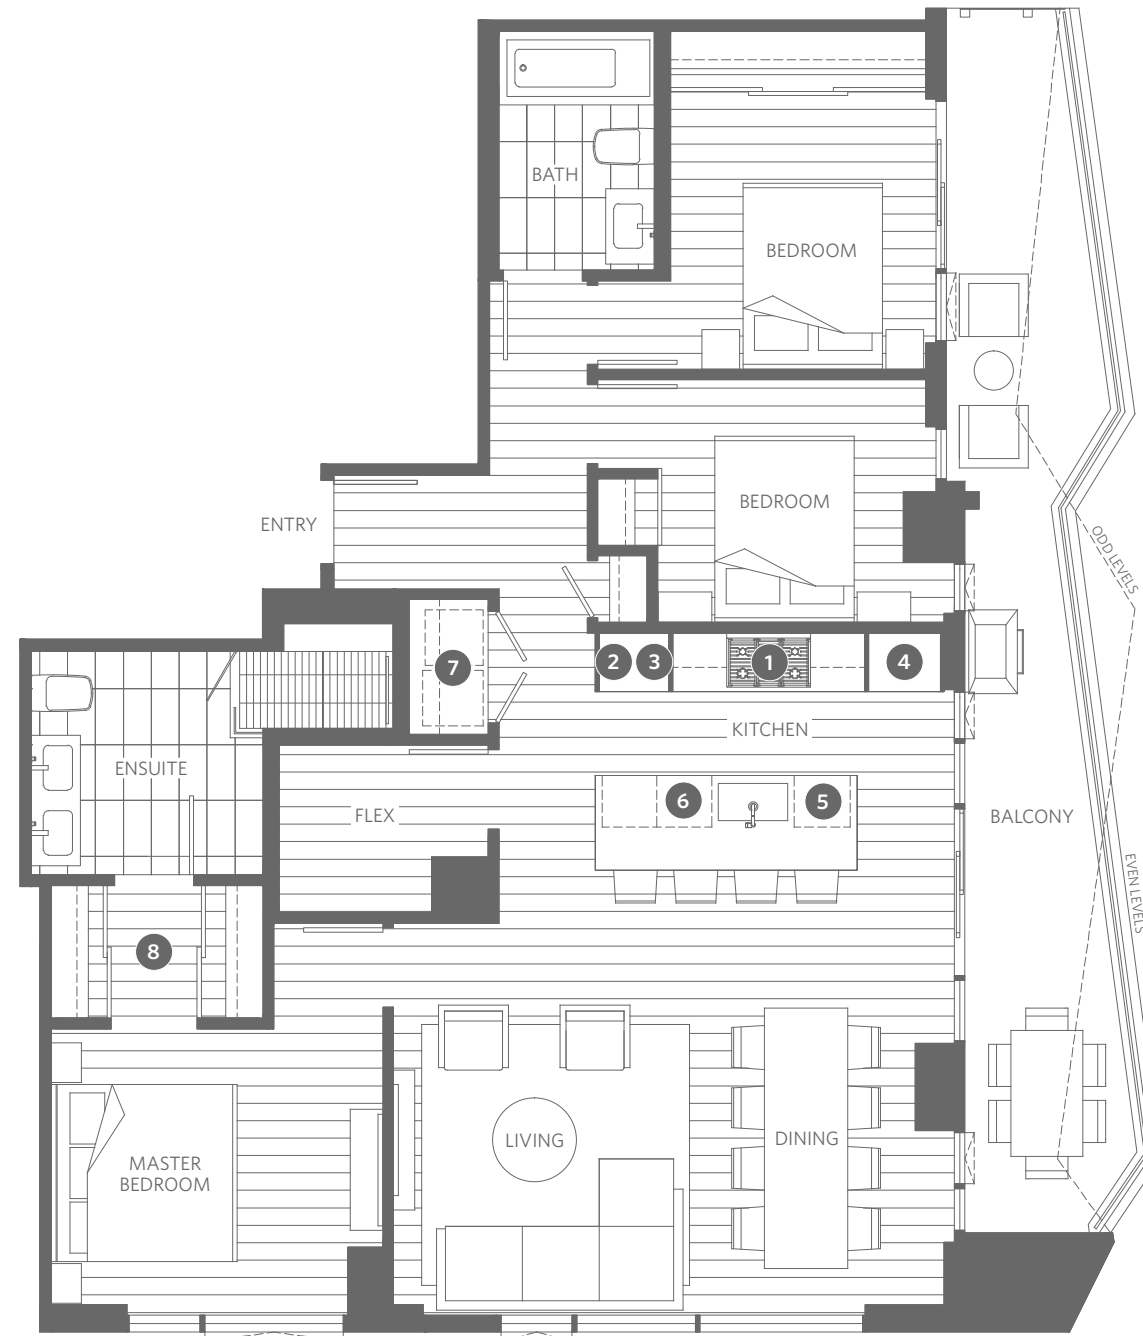 BATH
BEDROOM
BEDROOM
ENTRY
ODD LEVELS
2
3
1
4
7
KITCHEN
ENSUITE
FLEX
6
5
BALCONY
EVEN LEVELS
8
LIVING
DINING
MASTER
BEDROOM